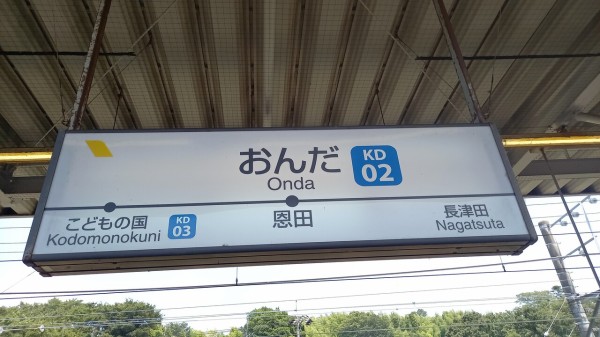 おんだ
Onda
KD
02
こどもの国
Kodomonokuni
KD
03
恩田
長津田
Nagatsuta